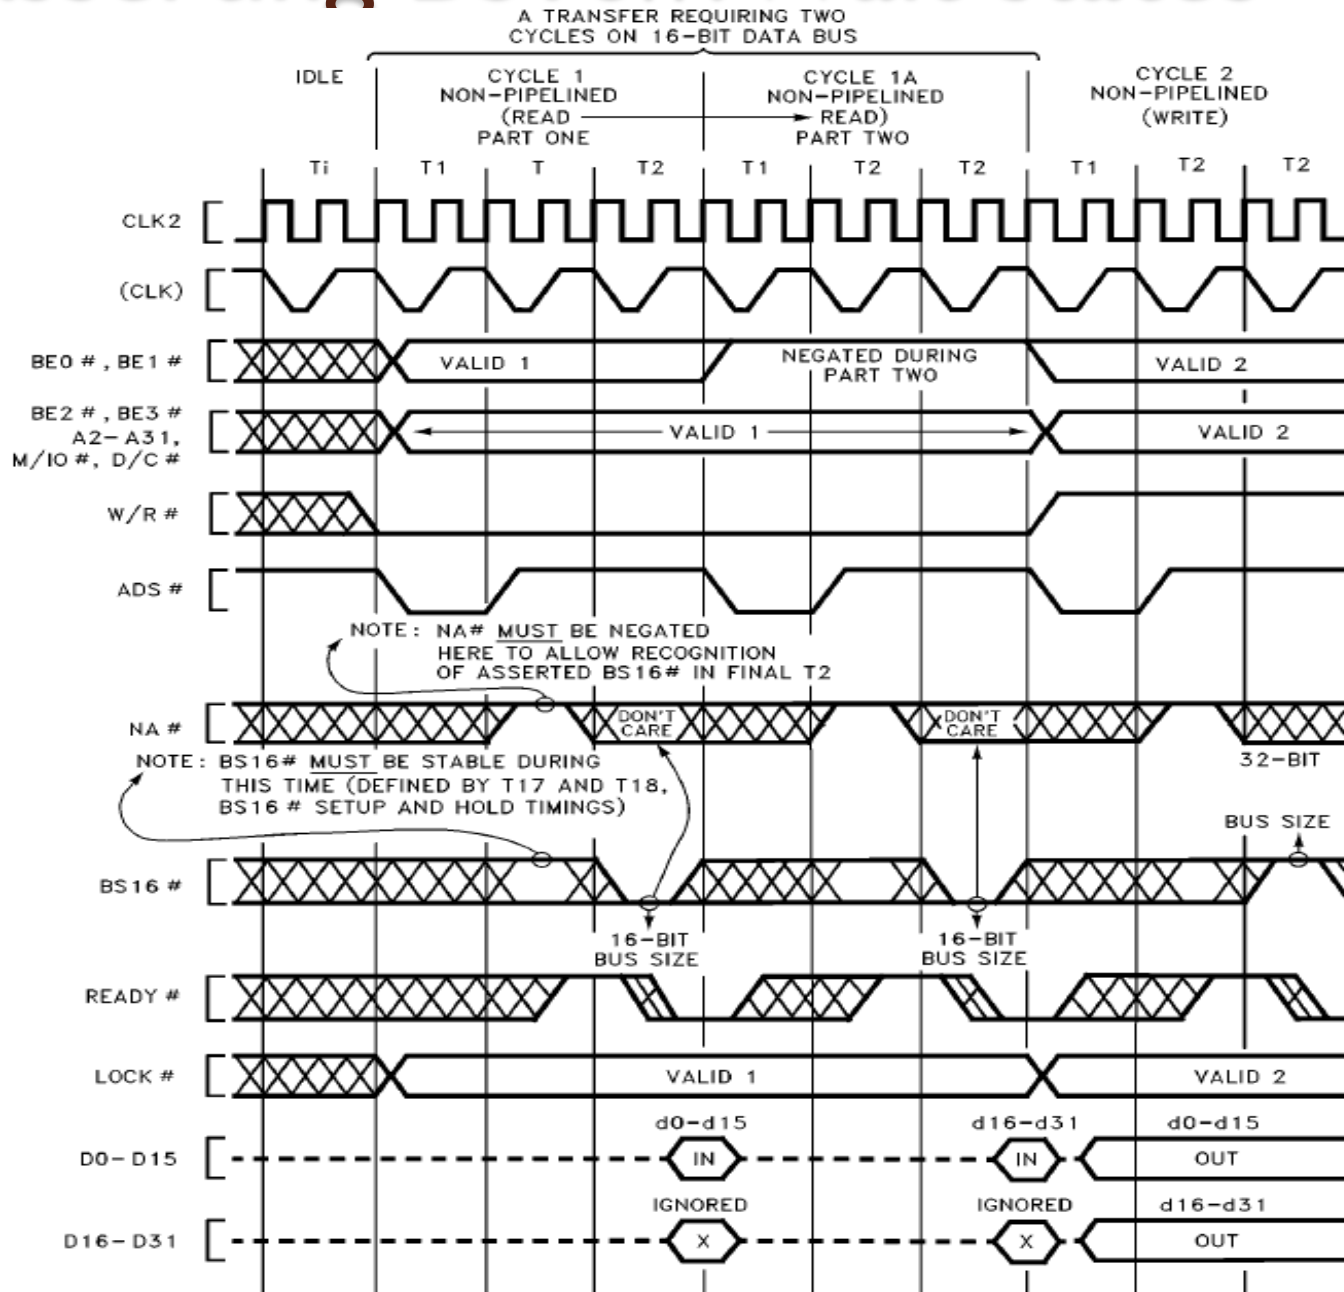 A TRANSFER REQUIRING TWO
CYCLES ON 16-BIT DATA BUS
IDLE
CYCLE 1
NON-PIPELINED
(READ
PART ONE
CYCLE 1A
NON-PIPELINED
READ)
PART TWO
CYCLE 2
NON-PIPELINED
(WRITE)
Ti T1 T T2 T1 T2 T2 T1 T2 T2
CLK2
(CLK)
BE0 #, BE1 # VALID 1
NEGATED DURING
PART TWO
VALID 2
BE2 #, BE3 #
A2-A31,
M/IO #, D/C #
VALID 1 VALID 2
W/R #
ADS #
NOTE: NA# MUST BE NEGATED
HERE TO ALLOW RECOGNITION
OF ASSERTED BS16# IN FINAL T2
NA #
DON'T
CARE
DON'T
CARE
32-BIT
BUS SIZE
NOTE: BS16# MUST BE STABLE DURING
THIS TIME (DEFINED BY T17 AND T18,
BS16 # SETUP AND HOLD TIMINGS)
BS16 #
16-BIT
BUS SIZE
16-BIT
BUS SIZE
READY #
LOCK # VALID 1 VALID 2
d0-d15 d16-d31 d0-d15
D0-D15 IN IN OUT
IGNORED IGNORED d16-d31
D16-D31 X X OUT